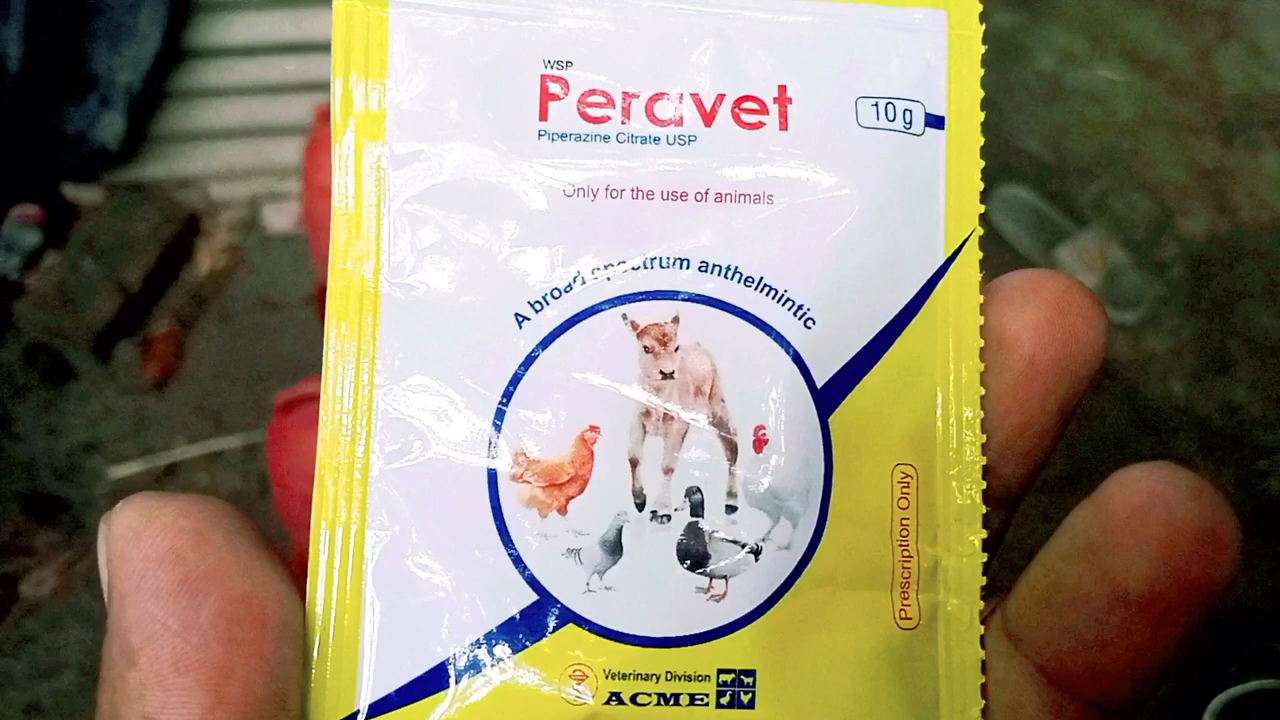 WSP
Peravet
10 g
Piperazine Citrate USP
Only for the use of animals
A broad spectrum anthelmintic
Prescription Only
Veterinary Division
ACME